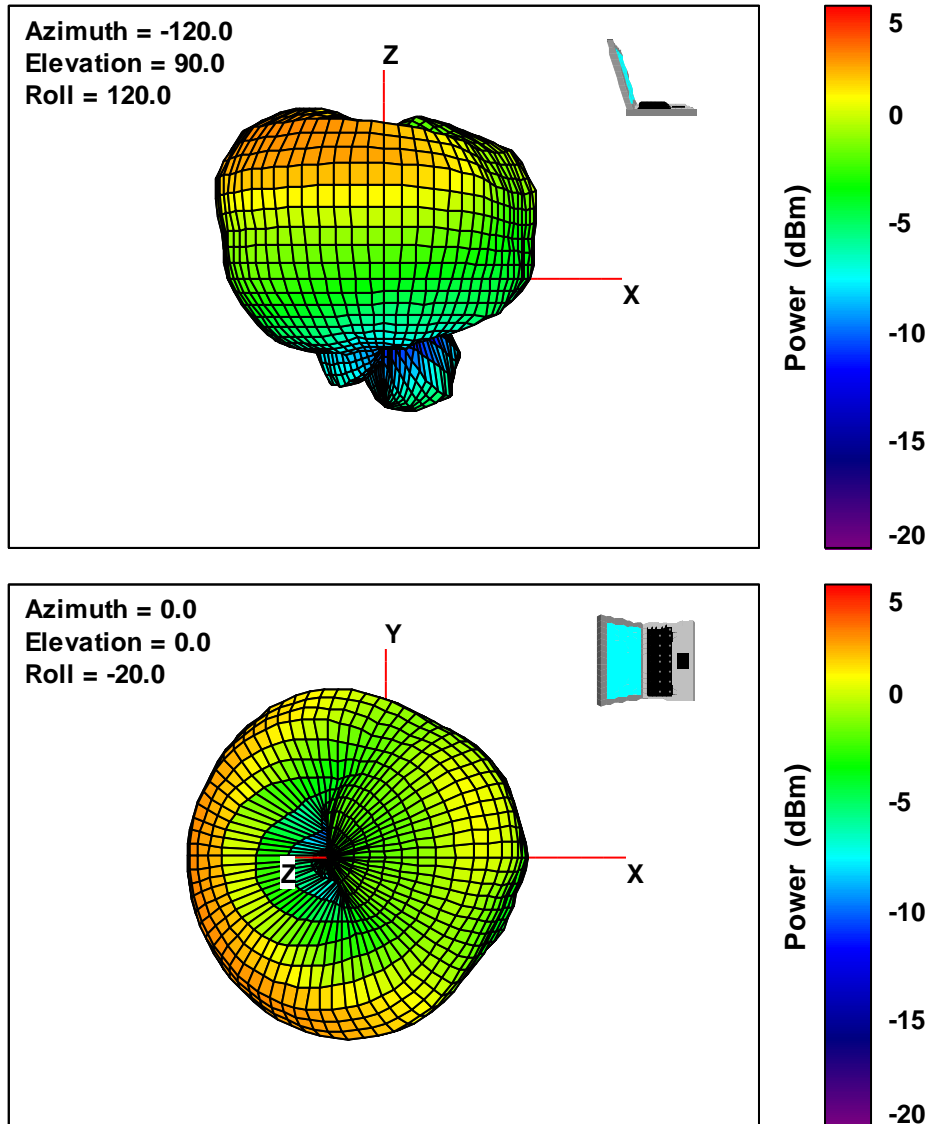 Azimuth = -120.0
Elevation = 90.0
Roll = 120.0
Z
X
5
0
-5
-10
-15
-20
Power (dBm)
Azimuth = 0.0
Elevation = 0.0
Roll = -20.0
Y
Z
X
5
0
-5
-10
-15
-20
Power (dBm)